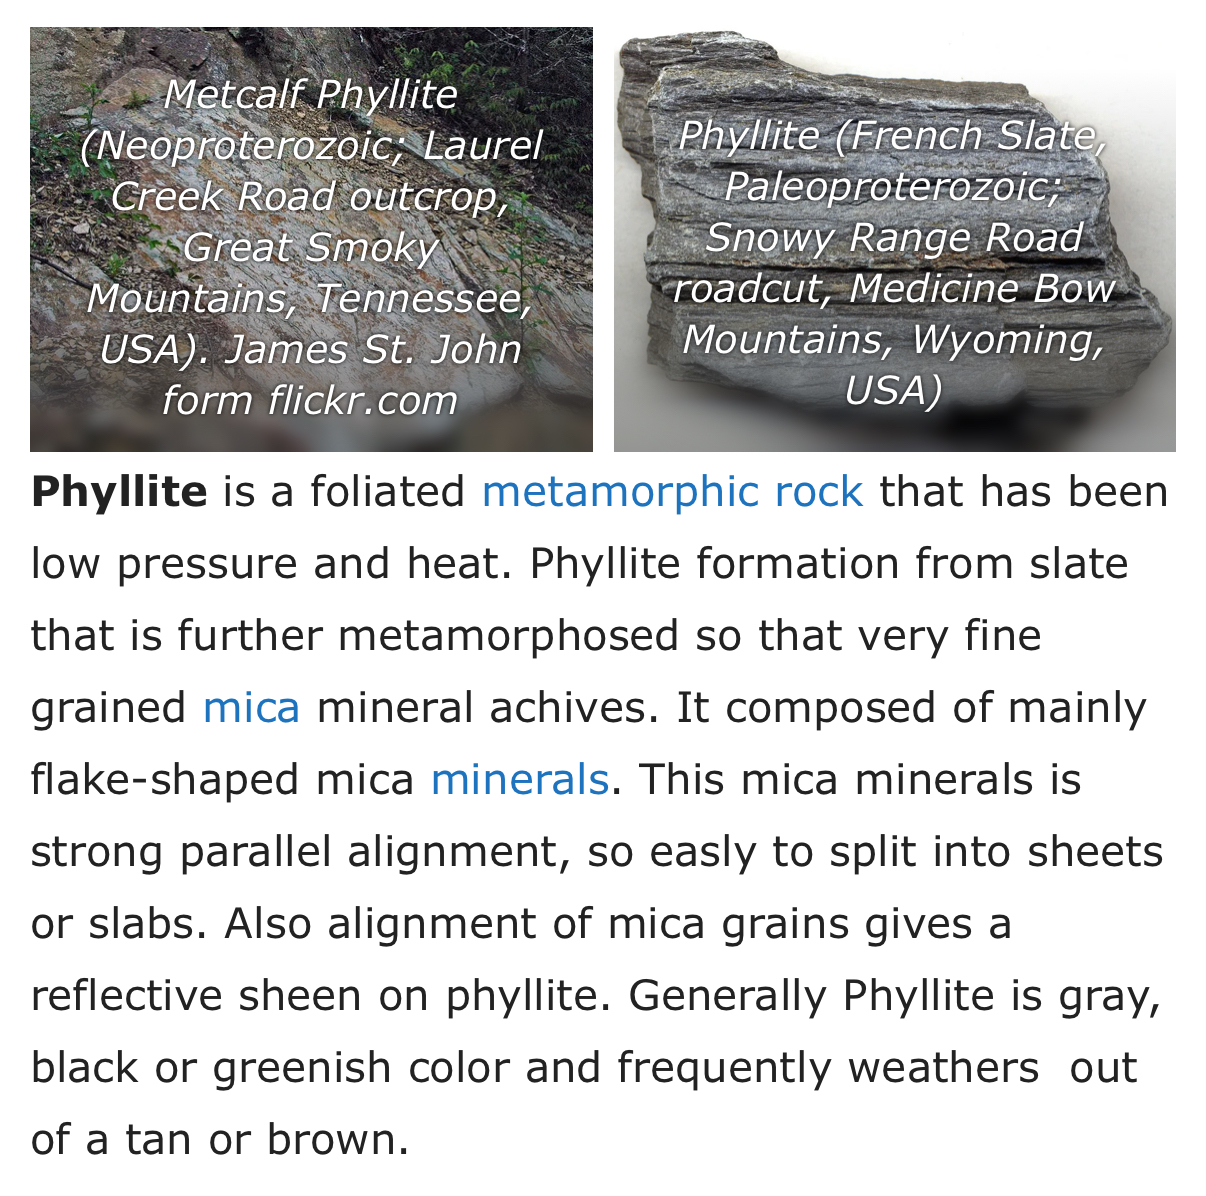 Metcalf Phyllite
(Neoproterozoic; Laurel
Creek Road outcrop,
Great Smoky
Mountains, Tennessee,
USA). James St. John
form flickr.com
Phyllite (French Slate,
Paleoproterozoic;
Snowy Range Road
roadcut, Medicine Bow
Mountains, Wyoming,
USA)
Phyllite is a foliated metamorphic rock that has been
low pressure and heat. Phyllite formation from slate
that is further metamorphosed so that very fine
grained mica mineral achives. It composed of mainly
flake-shaped mica minerals. This mica minerals is
strong parallel alignment, so easly to split into sheets
or slabs. Also alignment of mica grains gives a
reflective sheen on phyllite. Generally Phyllite is gray,
black or greenish color and frequently weathers  out
of a tan or brown.